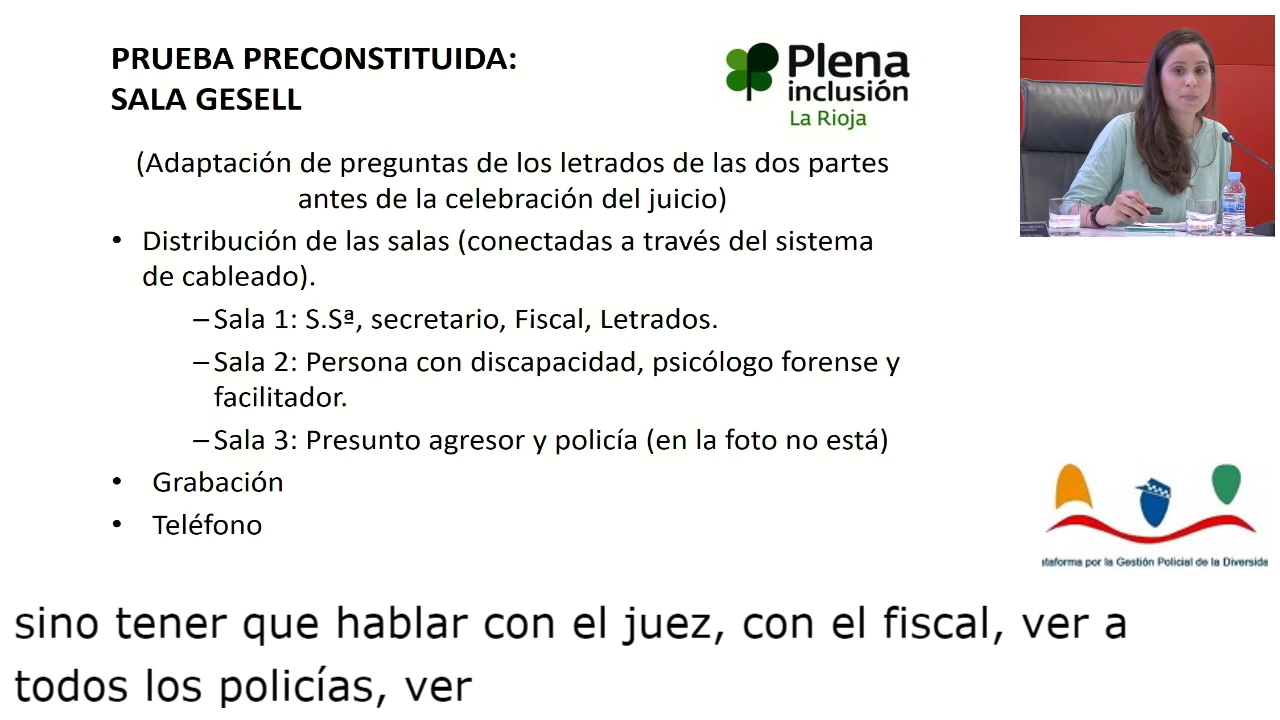 PRUEBA PRECONSTITUIDA:
SALA GESELL
Plena
inclusión
La Rioja
(Adaptación de preguntas de los letrados de las dos partes
antes de la celebración del juicio)
• Distribución de las salas (conectadas a través del sistema
de cableado).
– Sala 1: S.Sª, secretario, Fiscal, Letrados.
– Sala 2: Persona con discapacidad, psicólogo forense y
facilitador.
– Sala 3: Presunto agresor y policía (en la foto no está)
• Grabación
• Teléfono
ataforma por la Gestión Policial de la Diversida
sino tener que hablar con el juez, con el fiscal, ver a
todos los policías, ver